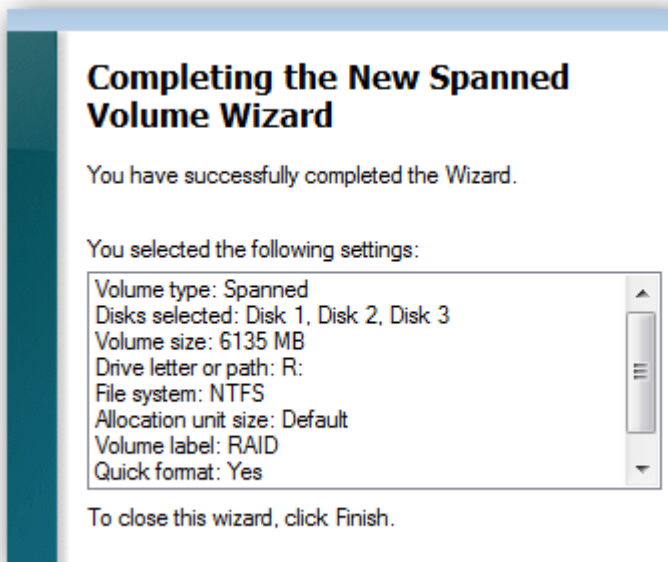 Completing the New Spanned
Volume Wizard
You have successfully completed the Wizard.
You selected the following settings:
Volume type: Spanned
Disks selected: Disk 1, Disk 2, Disk 3
Volume size: 6135 MB
Drive letter or path: R:
File system: NTFS
Allocation unit size: Default
Volume label: RAID
Quick format: Yes
To close this wizard, click Finish.